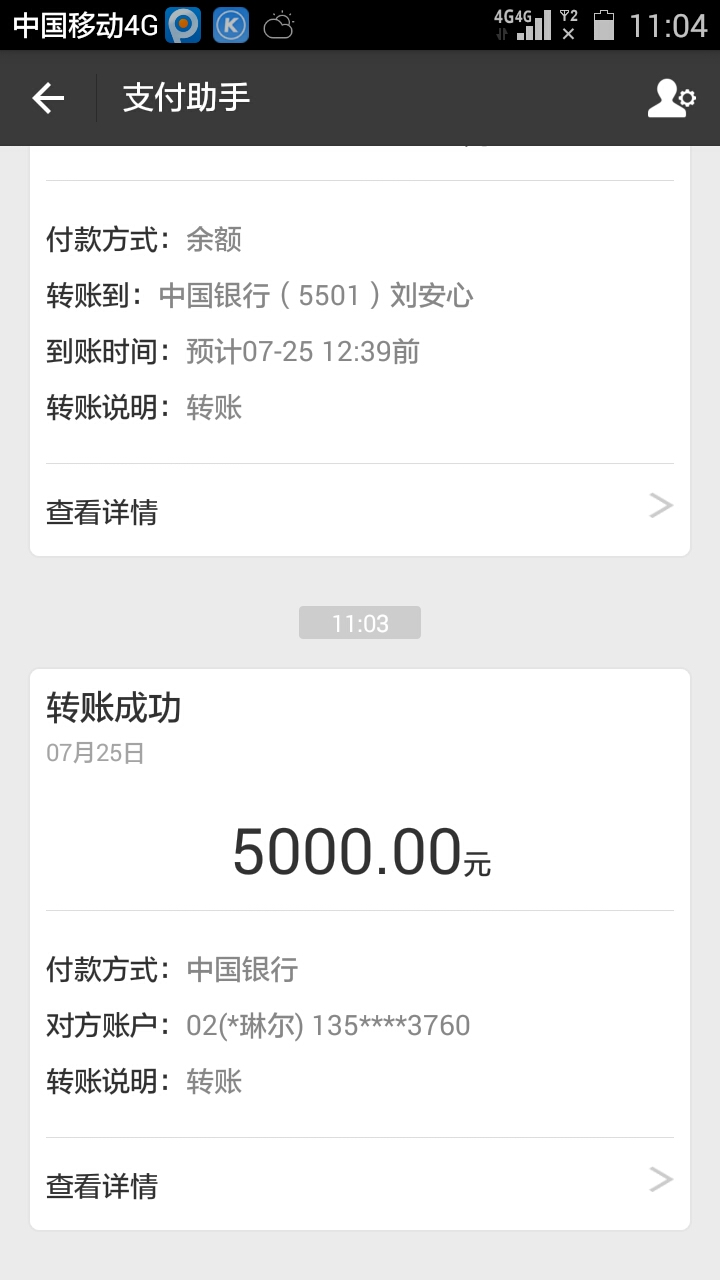 中国移动4G 4G4G 2 11:04
支付助手
付款方式：余额
转账到：中国银行（5501）刘安心
到账时间：预计07-25 12:39前
转账说明：转账
查看详情
11:03
转账成功
07月25日
5000.00元
付款方式：中国银行
对方账户：02(*琳尔) 135****3760
转账说明：转账
查看详情